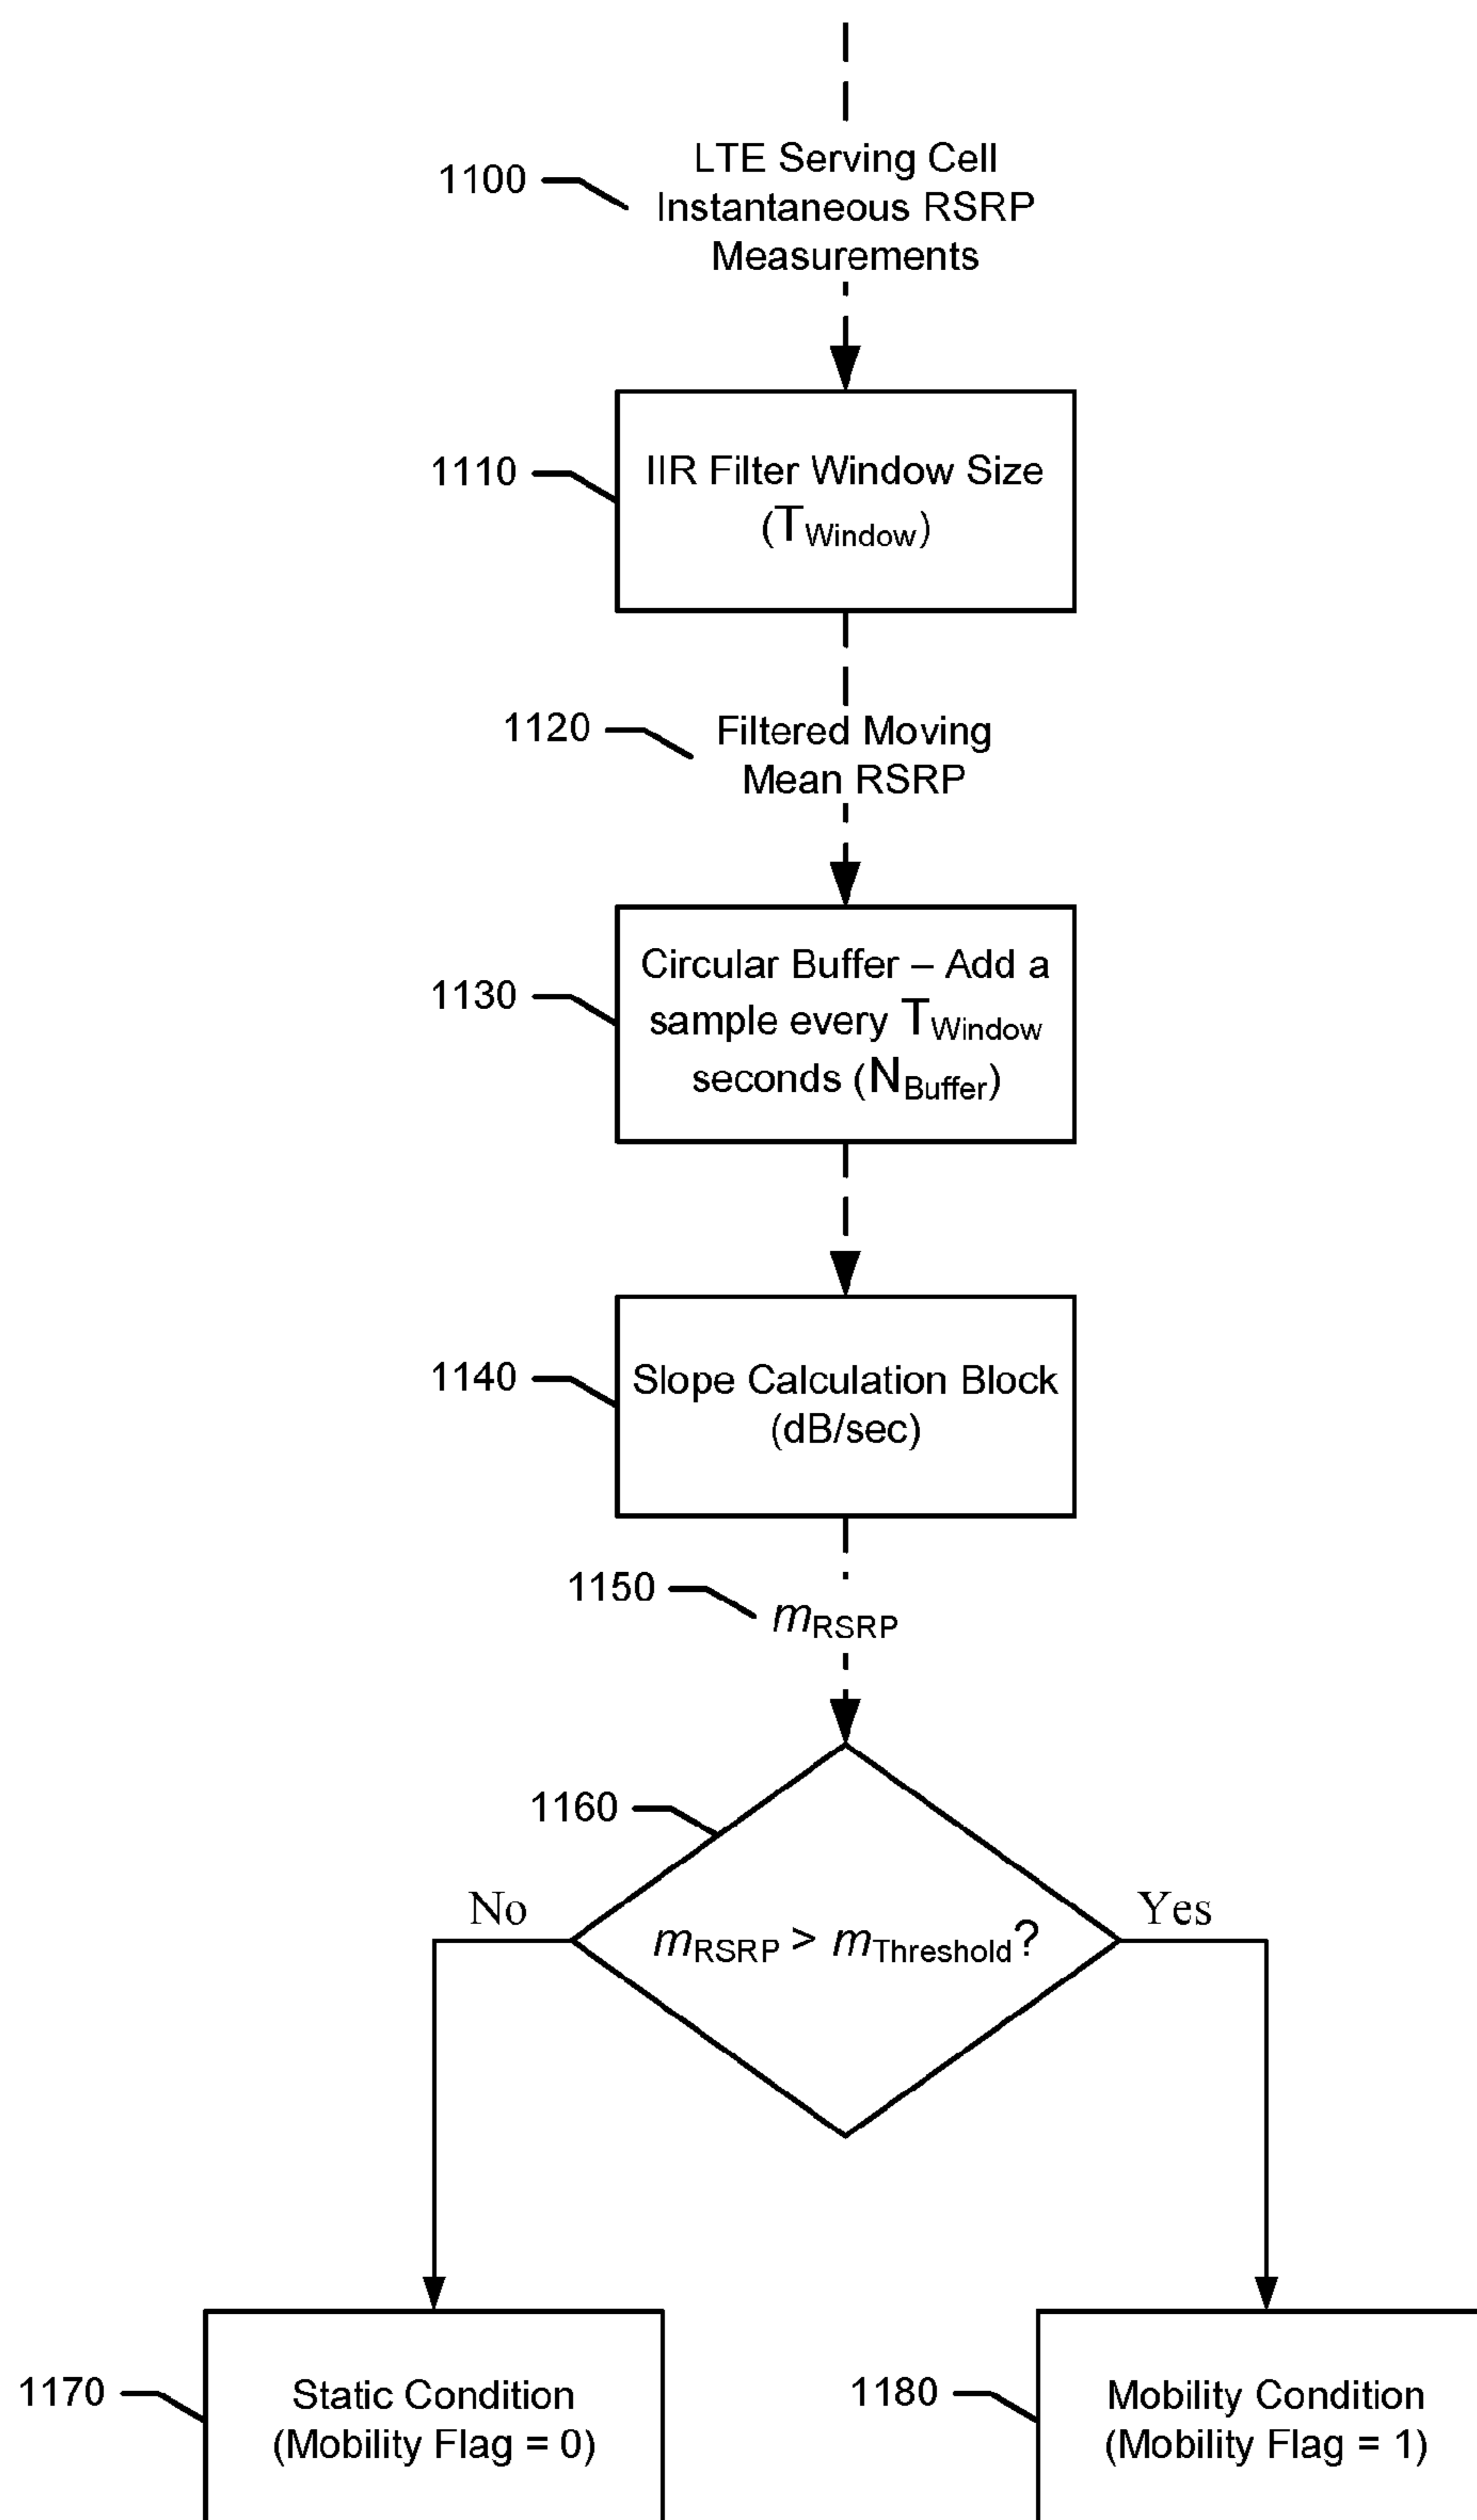 1100
LTE Serving Cell
Instantaneous RSRP
Measurements
1110
IIR Filter Window Size
(TWindow)
1120
Filtered Moving
Mean RSRP
1130
Circular Buffer – Add a
sample every TWindow
seconds (NBuffer)
1140
Slope Calculation Block
(dB/sec)
1150
mRSRP
1160
No
Yes
mRSRP > mThreshold?
1170
Static Condition
(Mobility Flag = 0)
1180
Mobility Condition
(Mobility Flag = 1)